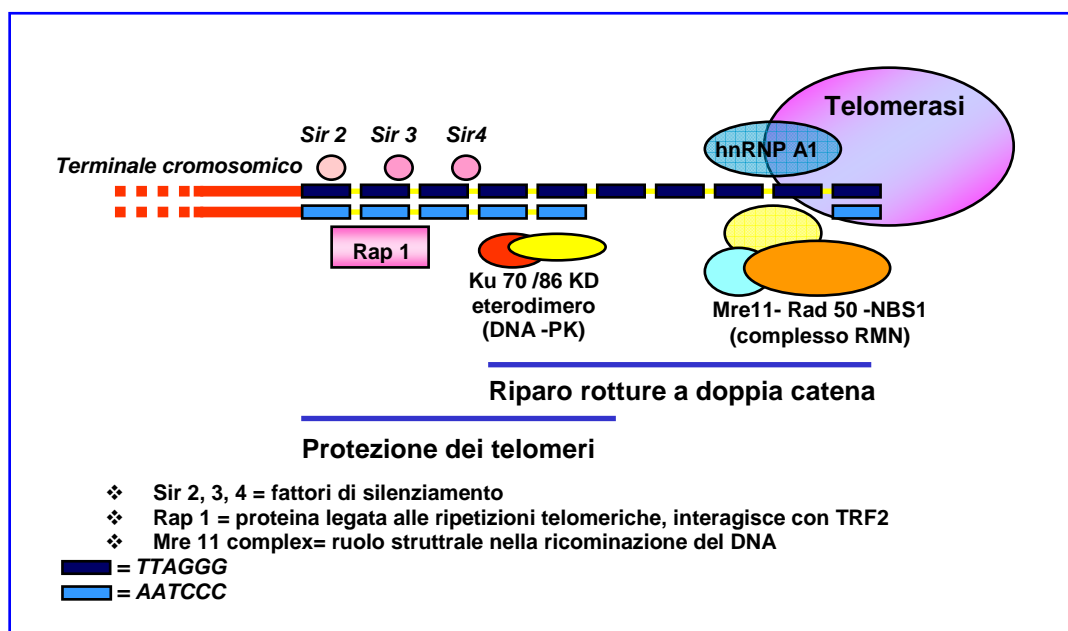 Telomerasi
Sir 2 Sir 3 Sir4
hnRNP A1
Terminale cromosomico
Rap 1
Ku 70 /86 KD
eterodimero
(DNA -PK)
Mre11- Rad 50 -NBS1
(complesso RMN)
Riparo rotture a doppia catena
Protezione dei telomeri
❖ Sir 2, 3, 4 = fattori di silenziamento
❖ Rap 1 = proteina legata alle ripetizioni telomeriche, interagisce con TRF2
❖ Mre 11 complex= ruolo struttrale nella ricominazione del DNA
= TTAGGG
= AATCCC